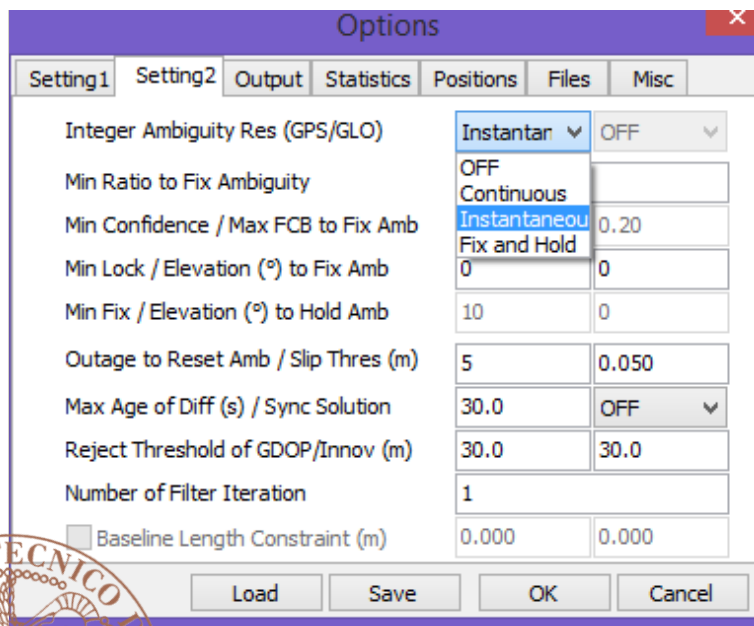 Options
Setting1 Setting2 Output Statistics Positions Files Misc
Integer Ambiguity Res (GPS/GLO) Instantar OFF
OFF
Min Ratio to Fix Ambiguity
Continuous
Instantaneou
Min Confidence / Max FCB to Fix Amb 0.20
Fix and Hold
Min Lock / Elevation (°) to Fix Amb 0 0
Min Fix / Elevation (°) to Hold Amb 10 0
Outage to Reset Amb / Slip Thres (m) 5 0.050
Max Age of Diff (s) / Sync Solution 30.0 OFF
Reject Threshold of GDOP/Innov (m) 30.0 30.0
Number of Filter Iteration 1
Baseline Length Constraint (m) 0.000 0.000
TECNICO
Load Save OK Cancel